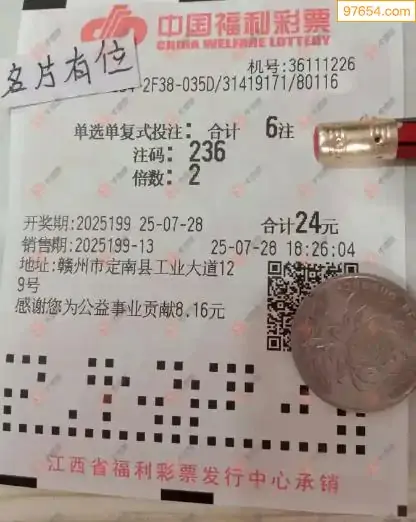 97654.com
中国福利彩票
CHINA WELFARE LOTTERY
名片有位
机号:36111226
-2F38-035D/31419171/80116
单选单复式投注: 合计 6注
注码: 236
倍数: 2
开奖期:2025199 25-07-28 合计24元
销售期:2025199-13 25-07-28 18:26:04
地址:赣州市定南县工业大道12
9号
感谢您为公益事业贡献8.16元
江西省福利彩票发行中心承销